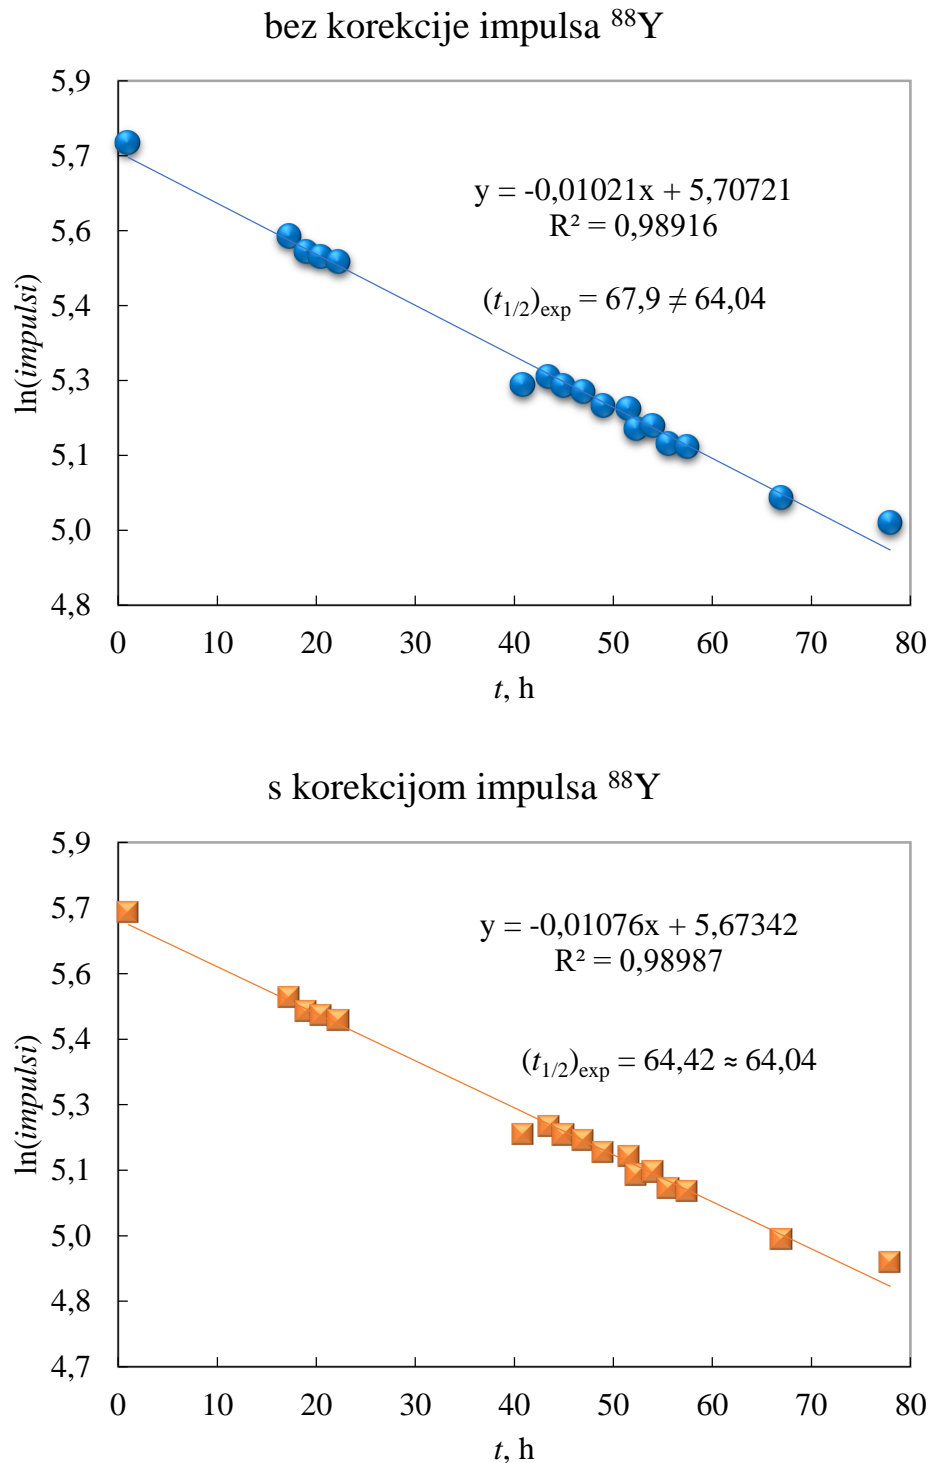 bez korekcije impulsa ⁸⁸Y
5,9
5,7
5,6
5,4
5,3
5,1
5,0
4,8
ln(impulsi)
y = -0,01021x + 5,70721
R² = 0,98916
(t1/2)exp = 67,9 ≠ 64,04
0 10 20 30 40 50 60 70 80
t, h
s korekcijom impulsa ⁸⁸Y
5,9
5,7
5,6
5,4
5,3
5,1
5,0
4,8
4,7
ln(impulsi)
y = -0,01076x + 5,67342
R² = 0,98987
(t1/2)exp = 64,42 ≈ 64,04
0 10 20 30 40 50 60 70 80
t, h